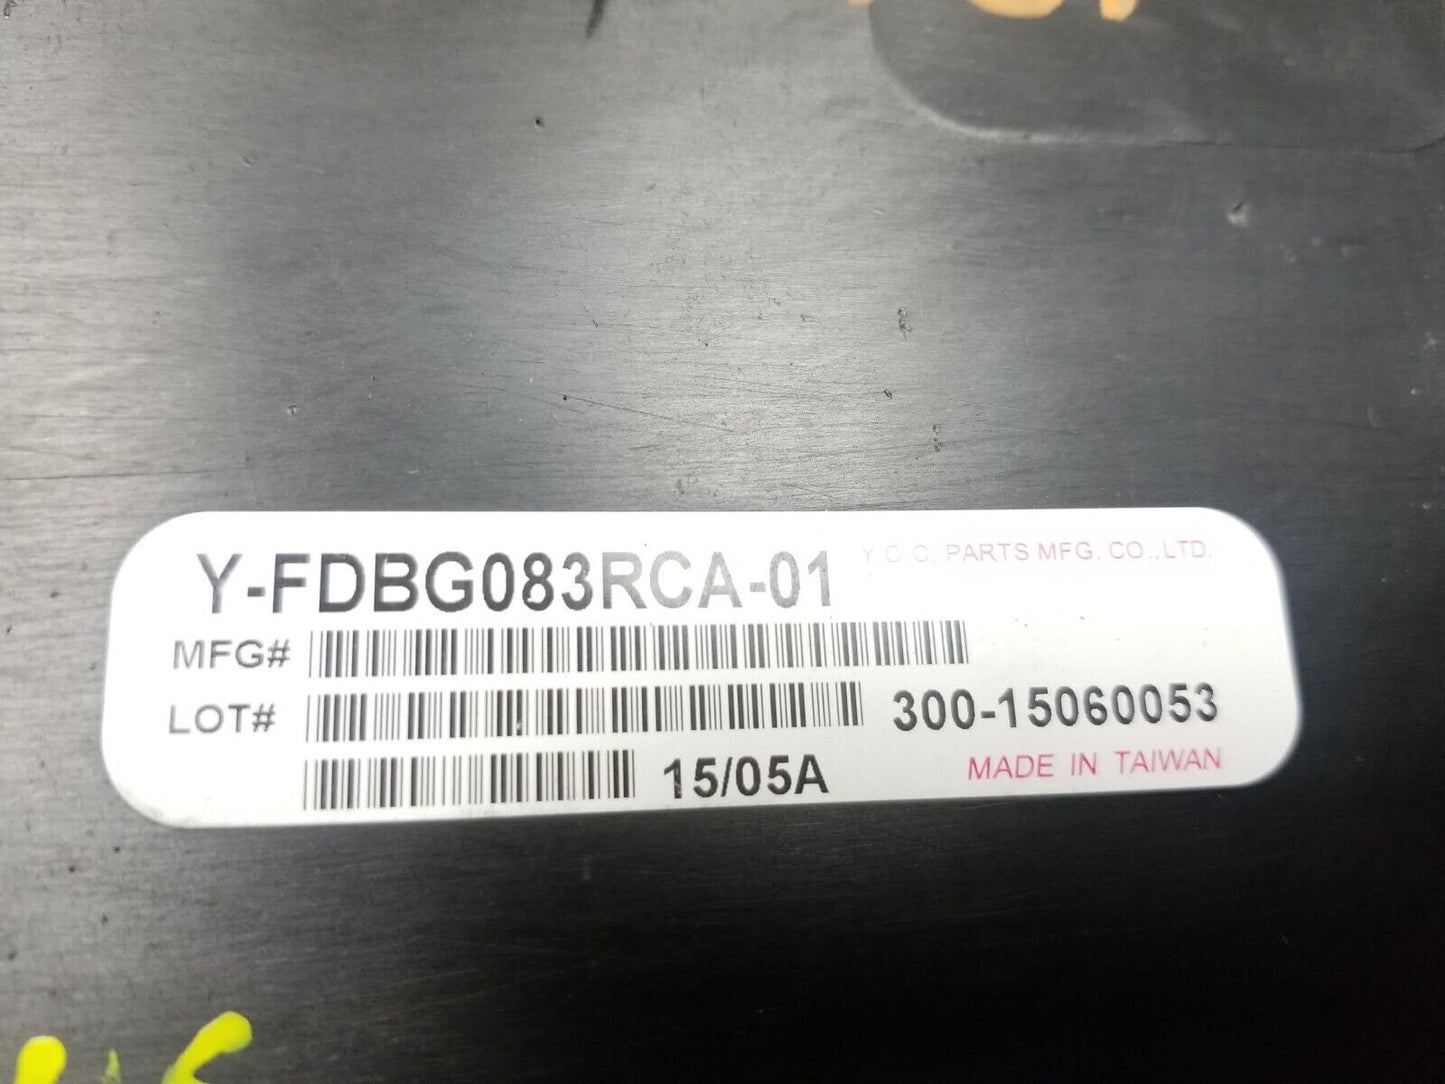 Y-FDBG083RCA-01 Y.C.C. PARTS MFG. CO.,LTD.
MFG#
LOT# 300-15060053
15/05A MADE IN TAIWAN